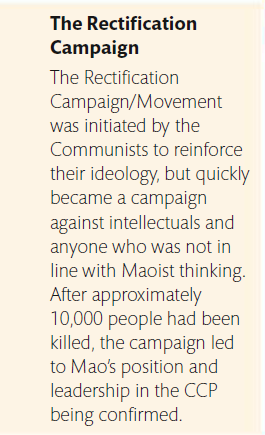 The Rectification
Campaign
The Rectification
Campaign/Movement
was initiated by the
Communists to reinforce
their ideology, but quickly
became a campaign
against intellectuals and
anyone who was not in
line with Maoist thinking.
After approximately
10,000 people had been
killed, the campaign led
to Mao’s position and
leadership in the CCP
being confirmed.